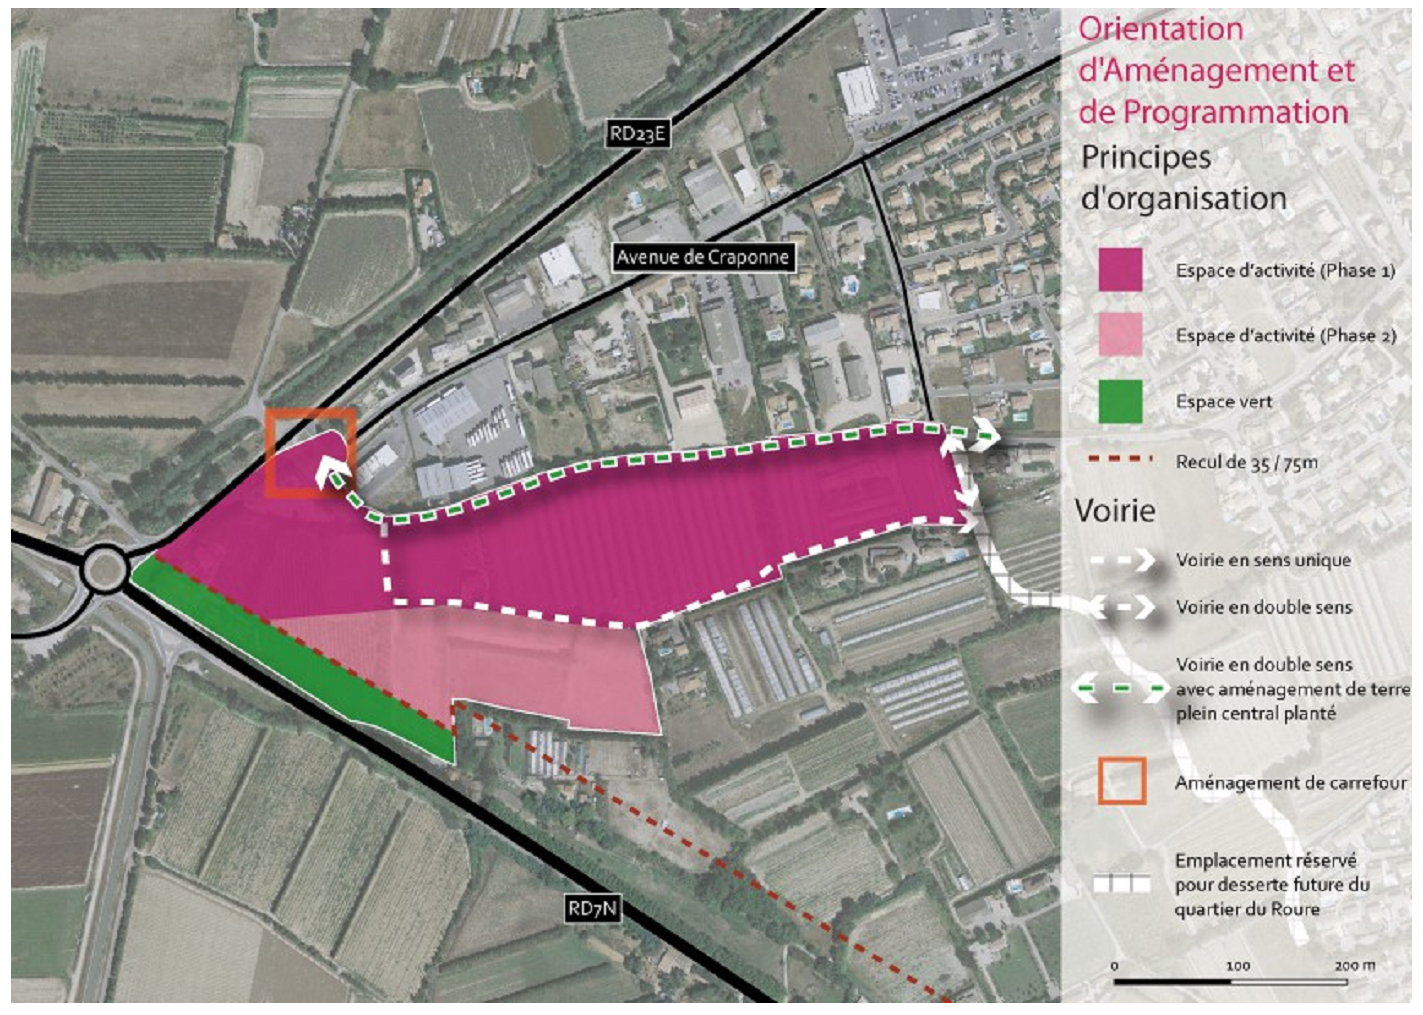 Orientation
d'Aménagement et
de Programmation
Principes
d'organisation
Espace d'activité (Phase 1)
Espace d'activité (Phase 2)
Espace vert
Recul de 35 / 75m
Voirie
Voirie en sens unique
Voirie en double sens
Voirie en double sens
avec aménagement de terre
plein central planté
Aménagement de carrefour
Emplacement réservé
pour desserte future du
quartier du Roure
0 100 200 m
RD23E
Avenue de Craponne
RD7N